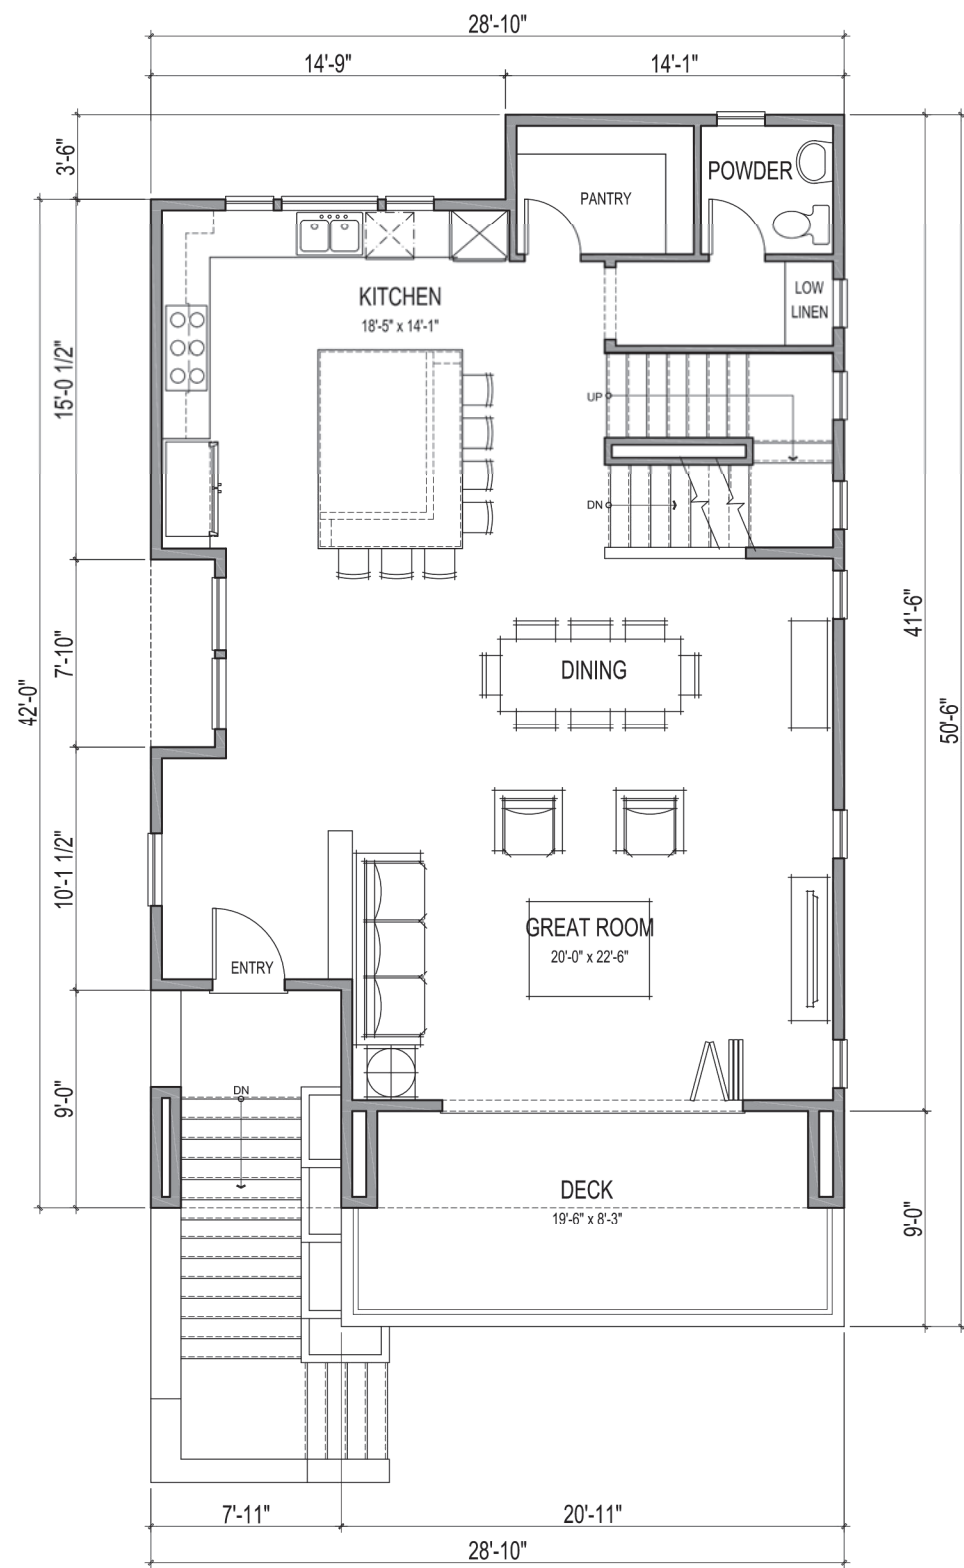 28'-10"
14'-9"
14'-1"
3'-6"
POWDER
PANTRY
KITCHEN
18'-5" x 14'-1"
LOW
LINEN
15'-0 1/2"
UP
DN
41'-6"
7'-10"
DINING
42'-0"
50'-6"
10'-1 1/2"
GREAT ROOM
20'-0" x 22'-6"
ENTRY
9'-0"
DN
DECK
19'-6" x 8'-3"
9'-0"
7'-11"
20'-11"
28'-10"